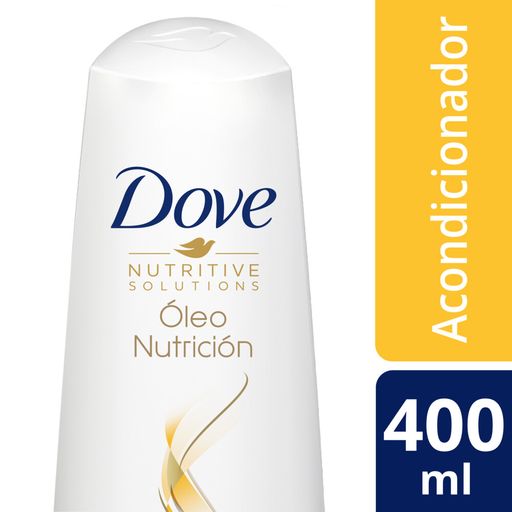 Dove
NUTRITIVE
SOLUTIONS
Óleo
Nutrición
Acondicionador
400
ml